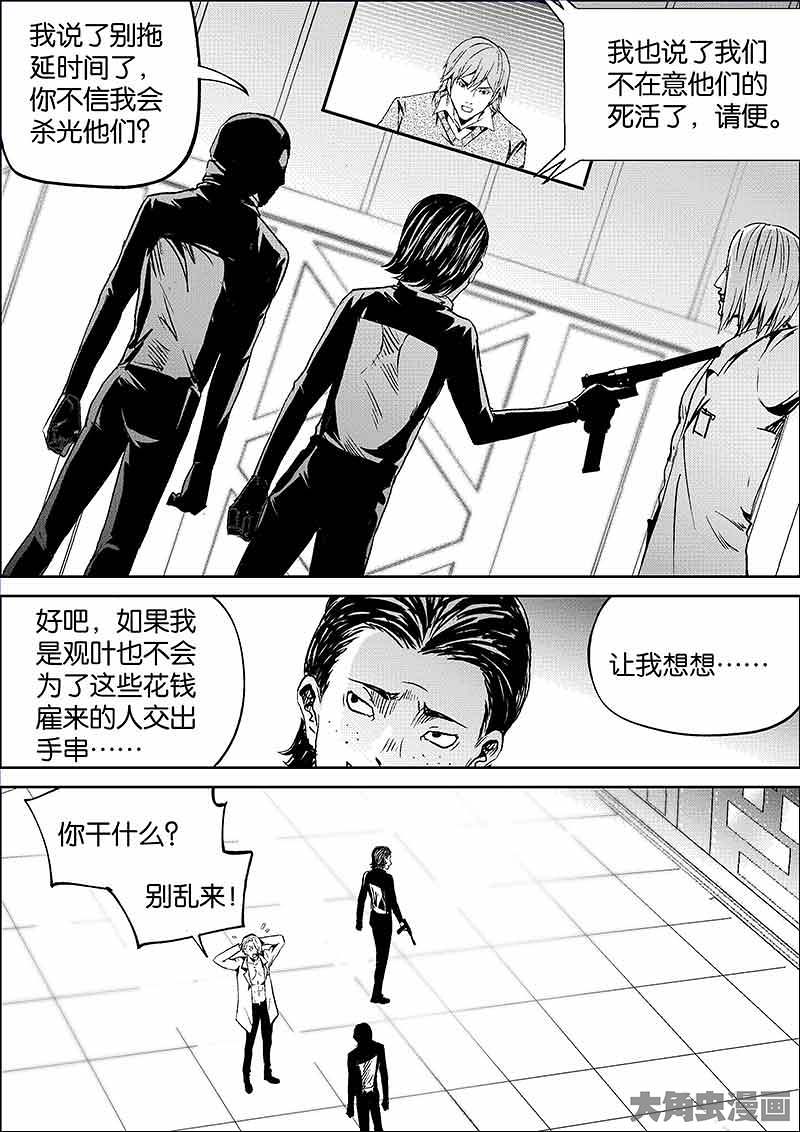 我说了别拖
延时间了，
你不信我会
杀光他们？
我也说了我们
不在意他们的
死活了，请便。
好吧，如果我
是观叶也不会
为了这些花钱
雇来的人交出
手串……
让我想想……
你干什么？
别乱来！
大角虫漫画